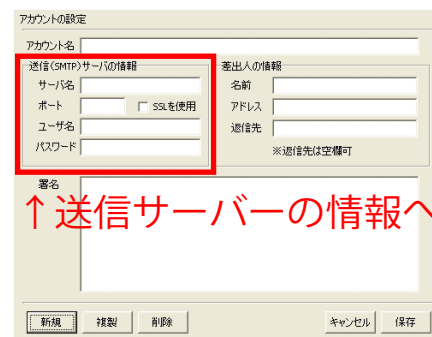 アカウントの設定
アカウント名
送信(SMTP)サーバの情報
サーバ名
ポート
SSLを使用
ユーザ名
パスワード
差出人の情報
名前
アドレス
返信先
※返信先は空欄可
署名
↑送信サーバーの情報へ
新規
複製
削除
キャンセル
保存